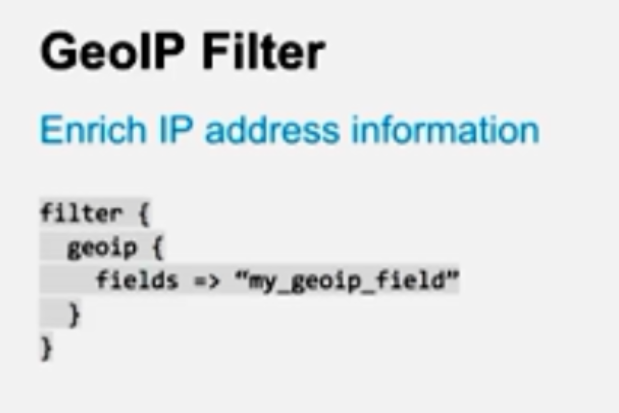 GeoIP Filter
Enrich IP address information
filter {
  geoip {
    fields => “my_geoip_field”
  }
}